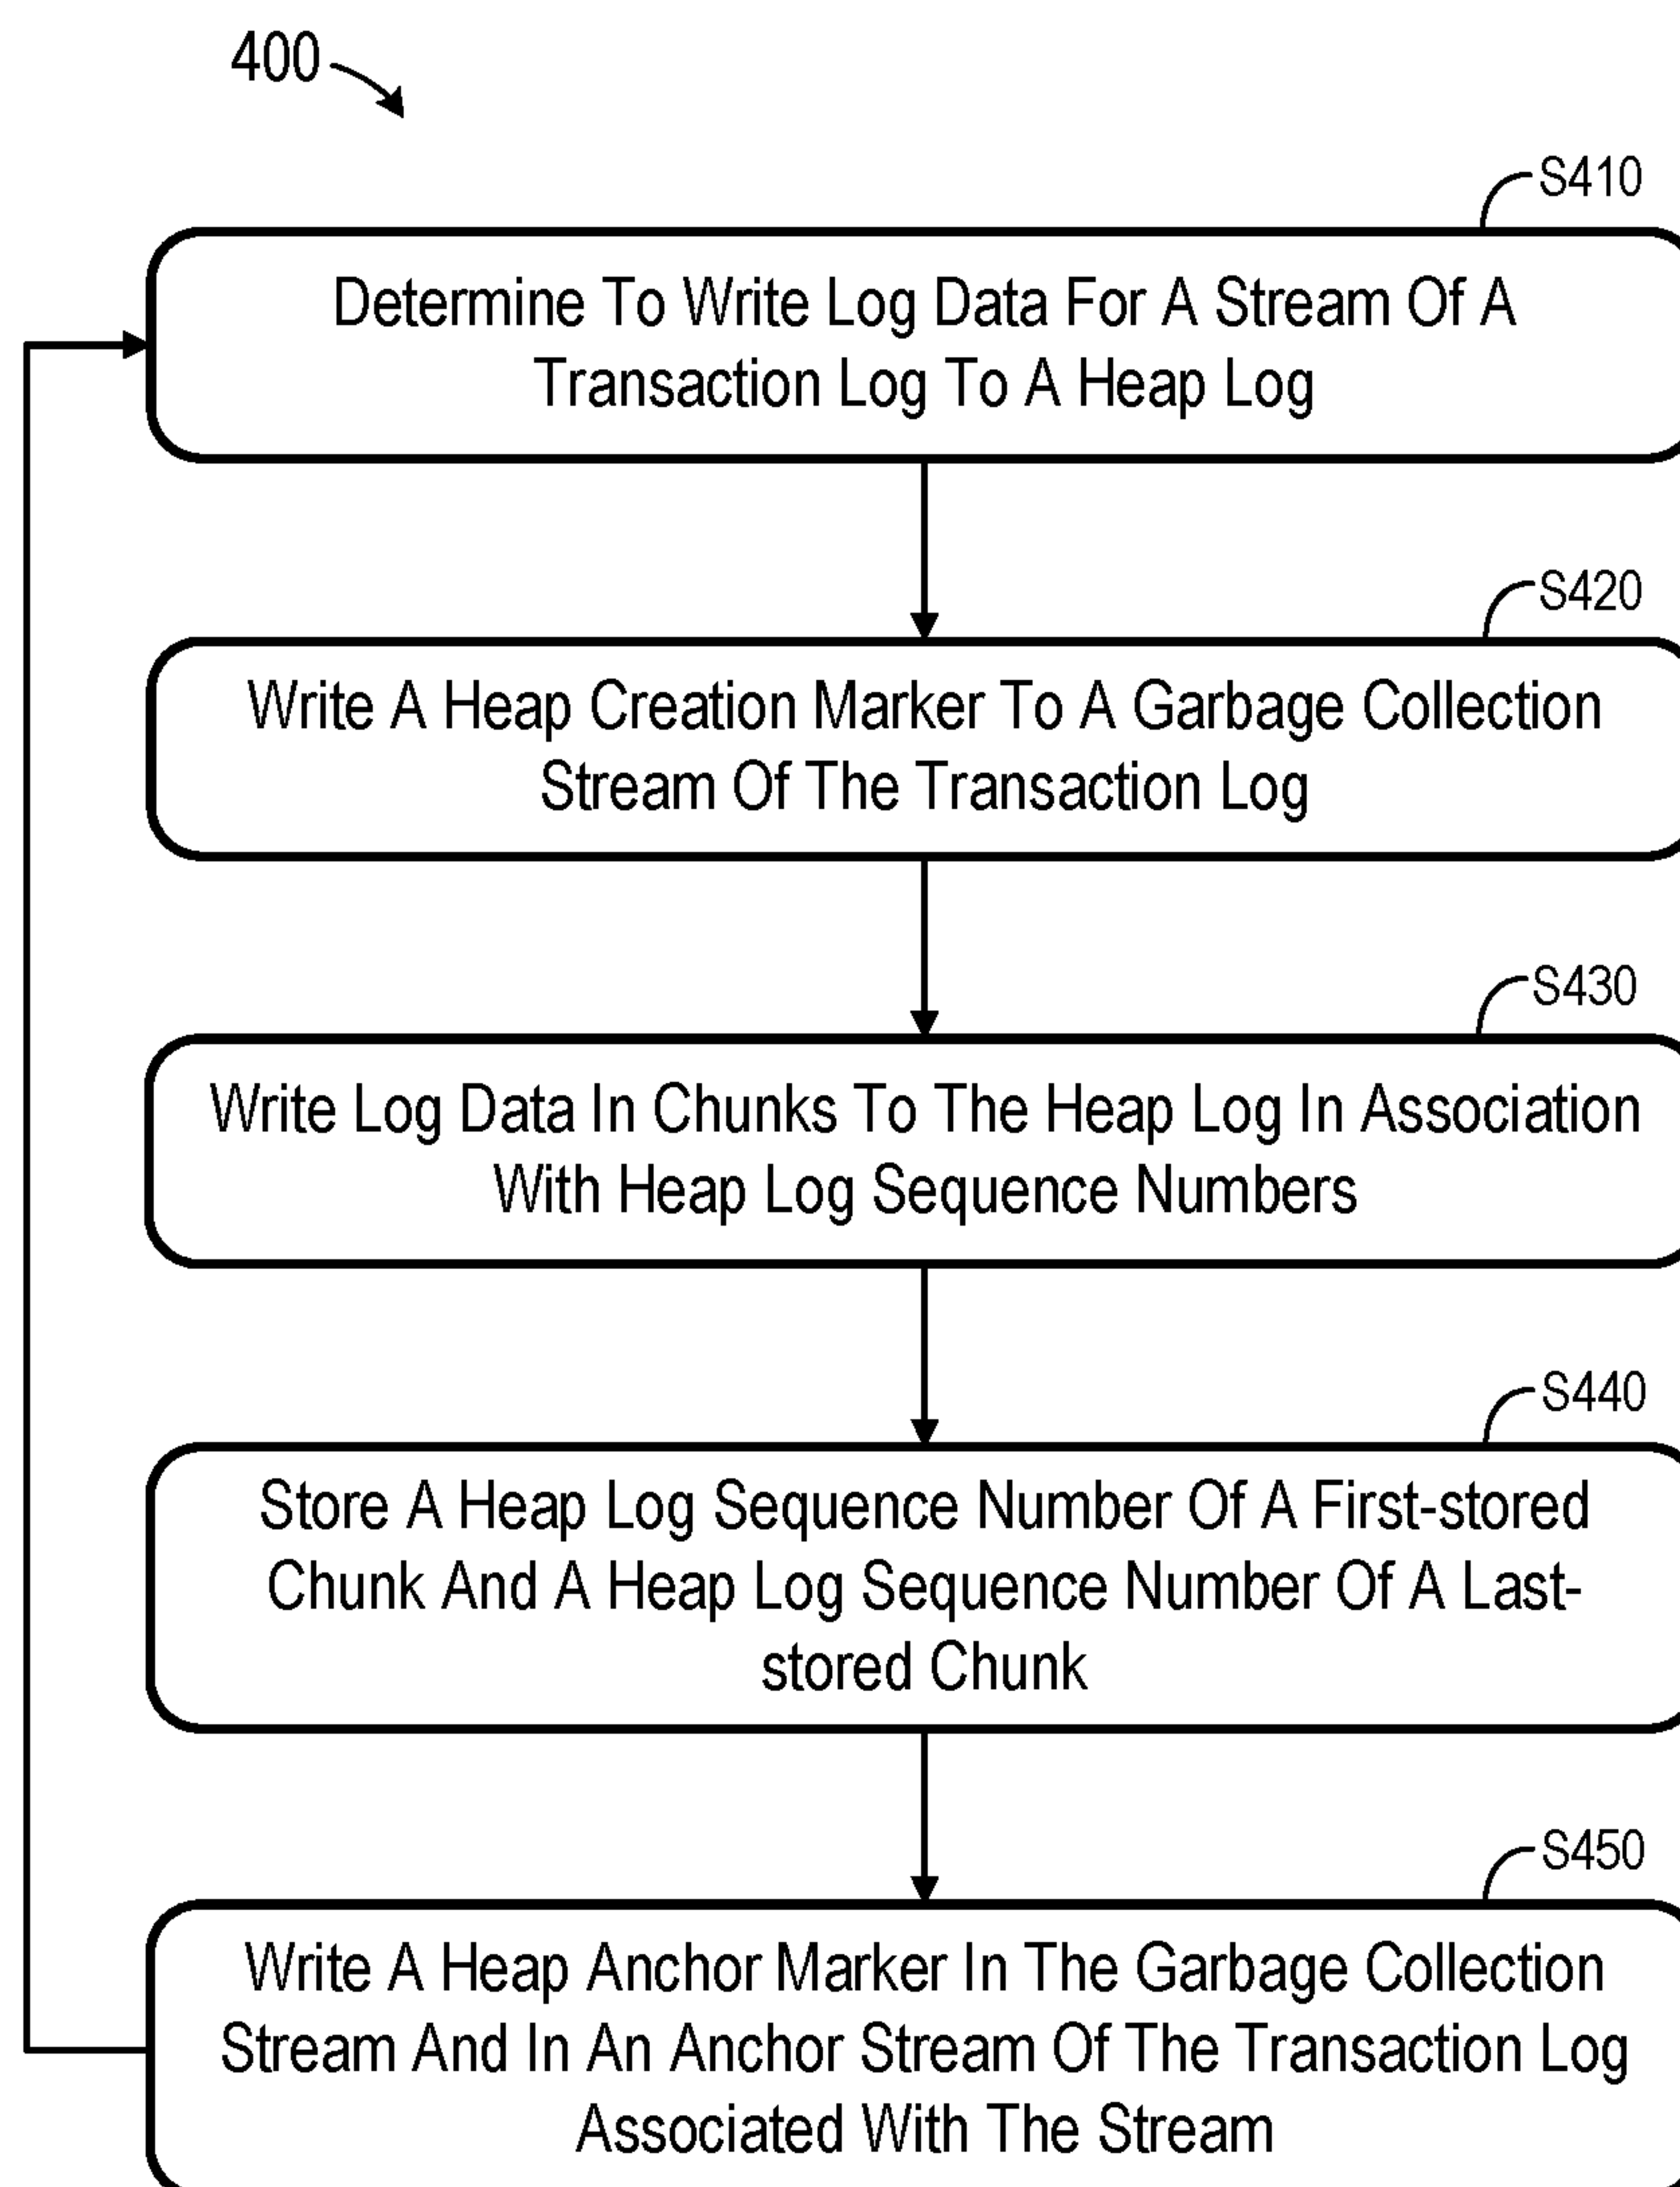 400
S410
Determine To Write Log Data For A Stream Of A
Transaction Log To A Heap Log
S420
Write A Heap Creation Marker To A Garbage Collection
Stream Of The Transaction Log
S430
Write Log Data In Chunks To The Heap Log In Association
With Heap Log Sequence Numbers
S440
Store A Heap Log Sequence Number Of A First-stored
Chunk And A Heap Log Sequence Number Of A Last-
stored Chunk
S450
Write A Heap Anchor Marker In The Garbage Collection
Stream And In An Anchor Stream Of The Transaction Log
Associated With The Stream